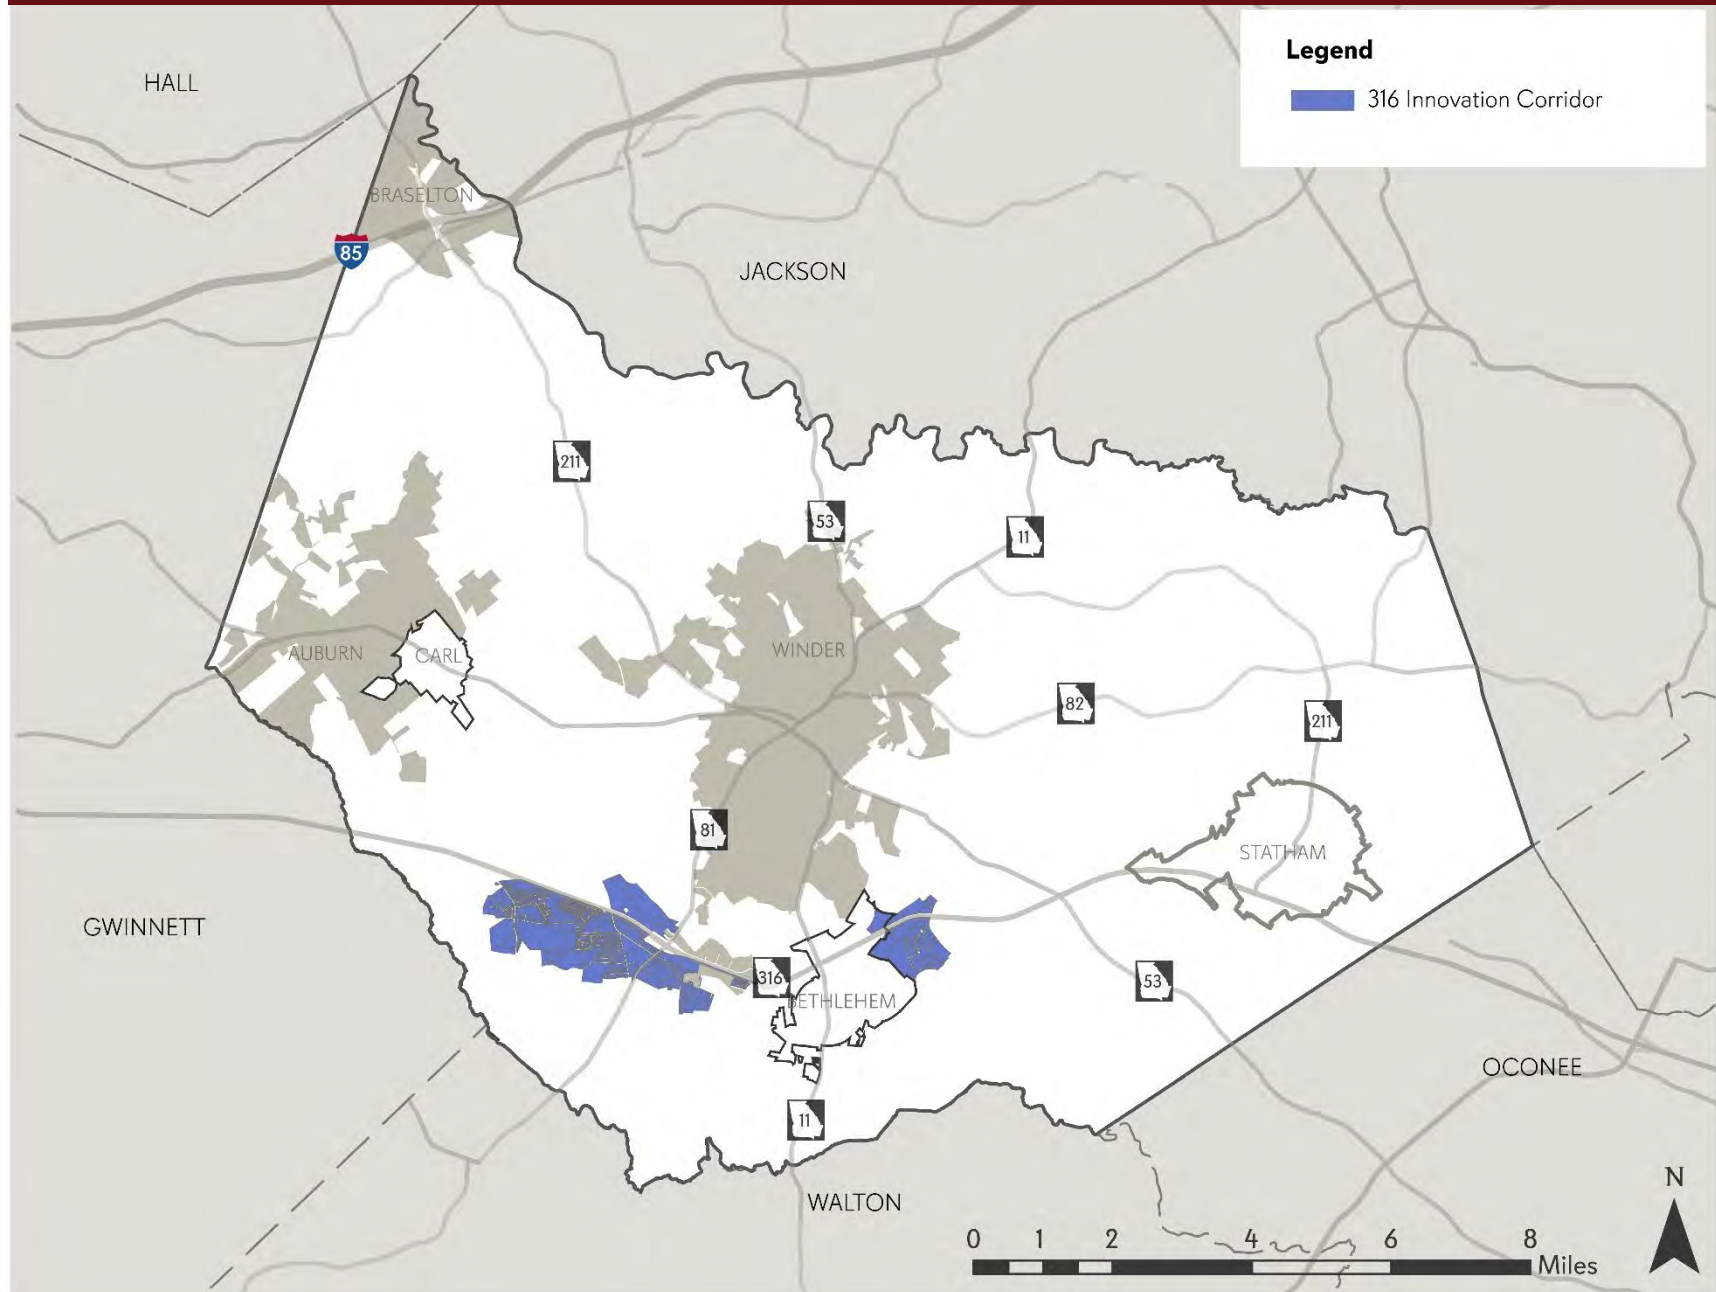 Legend
316 Innovation Corridor
HALL
BRASELTON
85
JACKSON
211
53
11
AUBURN
CARL
WINDER
82
211
81
STATHAM
GWINNETT
316
BETHLEHEM
53
OCONEE
11
WALTON
N
0 1 2 4 6 8
Miles